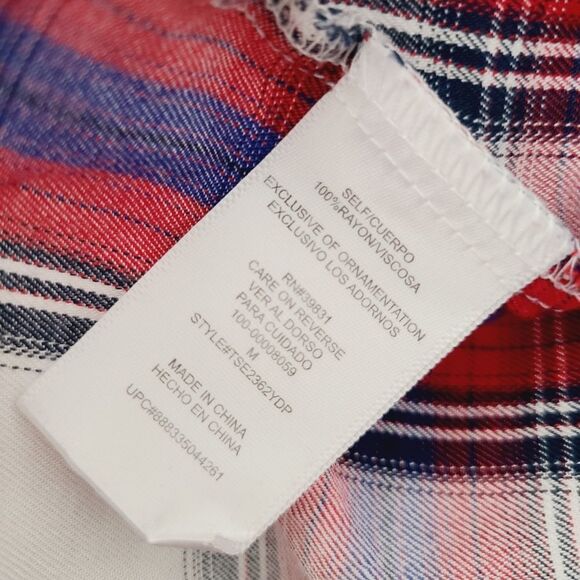 SELF/CUERPO
100%RAYON/VISCOSA
EXCLUSIVE OF ORNAMENTATION
EXCLUSIVO LOS ADORNOS
RN#39831
CARE ON REVERSE
VER AL DORSO
PARA CUIDADO
100-00008059
M
STYLE#TSE2362YDP
MADE IN CHINA
HECHO EN CHINA
UPC#888335044261